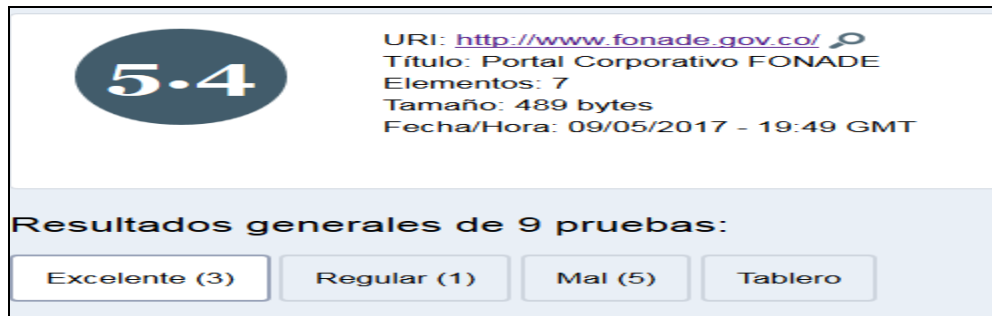 5.4
URI: http://www.fonade.gov.co/
Título: Portal Corporativo FONADE
Elementos: 7
Tamaño: 489 bytes
Fecha/Hora: 09/05/2017 - 19:49 GMT
Resultados generales de 9 pruebas:
Excelente (3) Regular (1) Mal (5) Tablero